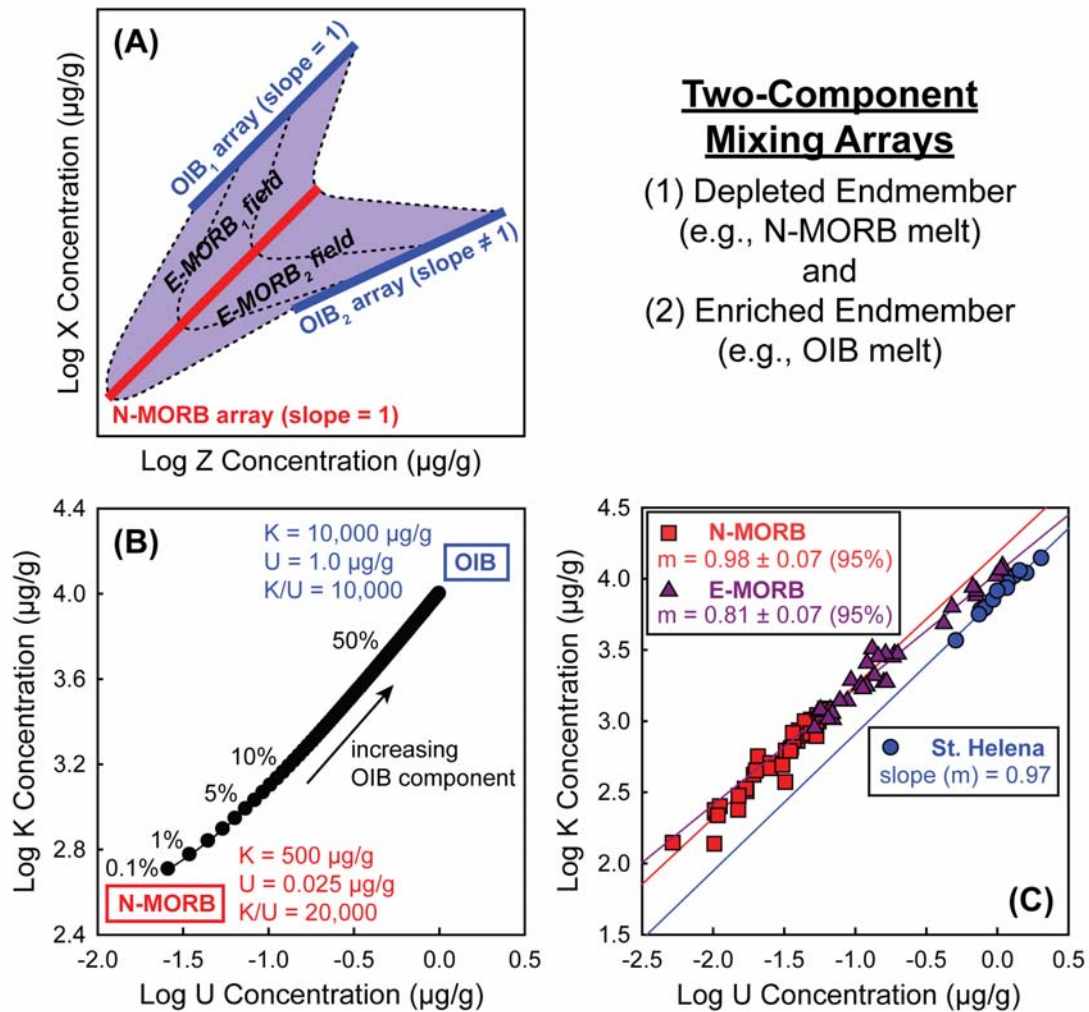 (A)
Log X Concentration (µg/g)
OIB1 array (slope = 1)
E-MORB1 field
E-MORB2 field
OIB2 array (slope ≠ 1)
N-MORB array (slope = 1)
Log Z Concentration (µg/g)
Two-Component
Mixing Arrays
(1) Depleted Endmember
(e.g., N-MORB melt)
and
(2) Enriched Endmember
(e.g., OIB melt)
(B)
Log K Concentration (µg/g)
4.4
4.0
3.6
3.2
2.8
2.4
K = 10,000 µg/g
U = 1.0 µg/g
K/U = 10,000
OIB
50%
10%
5%
1%
0.1%
increasing
OIB component
N-MORB
K = 500 µg/g
U = 0.025 µg/g
K/U = 20,000
-2.0 -1.5 -1.0 -0.5 0.0 0.5
Log U Concentration (µg/g)
(C)
Log K Concentration (µg/g)
4.5
4.0
3.5
3.0
2.5
2.0
1.5
N-MORB
m = 0.98 ± 0.07 (95%)
E-MORB
m = 0.81 ± 0.07 (95%)
St. Helena
slope (m) = 0.97
-2.5 -2.0 -1.5 -1.0 -0.5 0.0 0.5
Log U Concentration (µg/g)